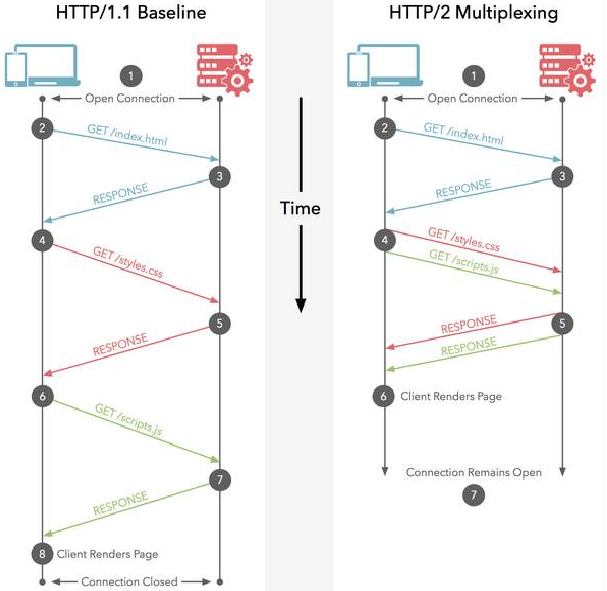 HTTP/1.1 Baseline
1
Open Connection
2
GET/index.html
3
RESPONSE
4
GET/styles.css
5
RESPONSE
6
GET/scripts.js
7
RESPONSE
8 Client Renders Page
Connection Closed
Time
HTTP/2 Multiplexing
1
Open Connection
2
GET/index.html
3
RESPONSE
4
GET/styles.css
GET/scripts.js
5
RESPONSE
RESPONSE
6 Client Renders Page
Connection Remains Open
7